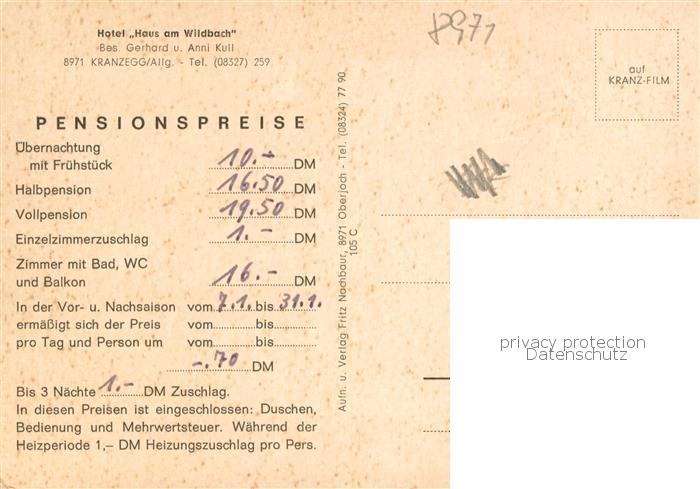 Hotel „Haus am Wildbach"
Bes. Gerhard u. Anni Kull
8971 KRANZEGG/Allg. - Tel. (08327) 259
PENSIONSPREISE
Übernachtung
mit Frühstück 10.- DM
Halbpension 16.50 DM
Vollpension 19.50 DM
Einzelzimmerzuschlag 1.- DM
Zimmer mit Bad, WC
und Balkon 16.- DM
In der Vor- u. Nachsaison vom 7.1. bis 31.1.
ermäßigt sich der Preis vom bis
pro Tag und Person um vom bis
-.70 DM
Bis 3 Nächte 1.- DM Zuschlag.
In diesen Preisen ist eingeschlossen: Duschen,
Bedienung und Mehrwertsteuer. Während der
Heizperiode 1,– DM Heizungszuschlag pro Pers.
Aufn. u. Verlag Fritz Nachbaur, 8971 Oberjoch - Tel. (08324) 77 90
105 C
8971
auf
KRANZ-FILM
privacy protection
Datenschutz